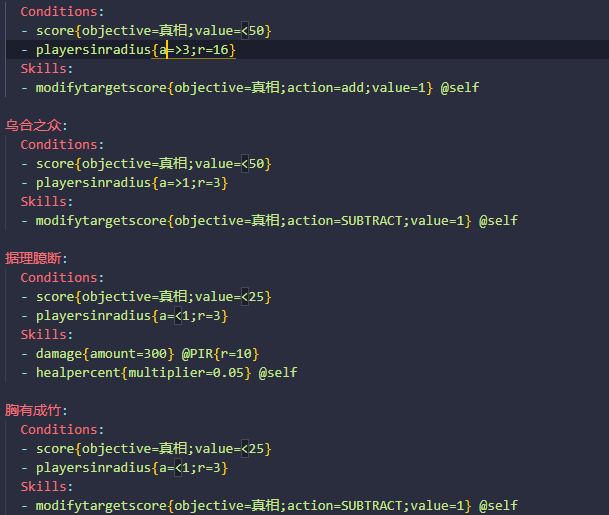 Conditions:
- score{objective=真相;value=<50}
- playersinradius{a=>3;r=16}
Skills:
- modifytargetscore{objective=真相;action=add;value=1} @self
乌合之众:
Conditions:
- score{objective=真相;value=<50}
- playersinradius{a=>1;r=3}
Skills:
- modifytargetscore{objective=真相;action=SUBTRACT;value=1} @self
据理臆断:
Conditions:
- score{objective=真相;value=<25}
- playersinradius{a=<1;r=3}
Skills:
- damage{amount=300} @PIR{r=10}
- healpercent{multiplier=0.05} @self
胸有成竹:
Conditions:
- score{objective=真相;value=<25}
- playersinradius{a=<1;r=3}
Skills:
- modifytargetscore{objective=真相;action=SUBTRACT;value=1} @self